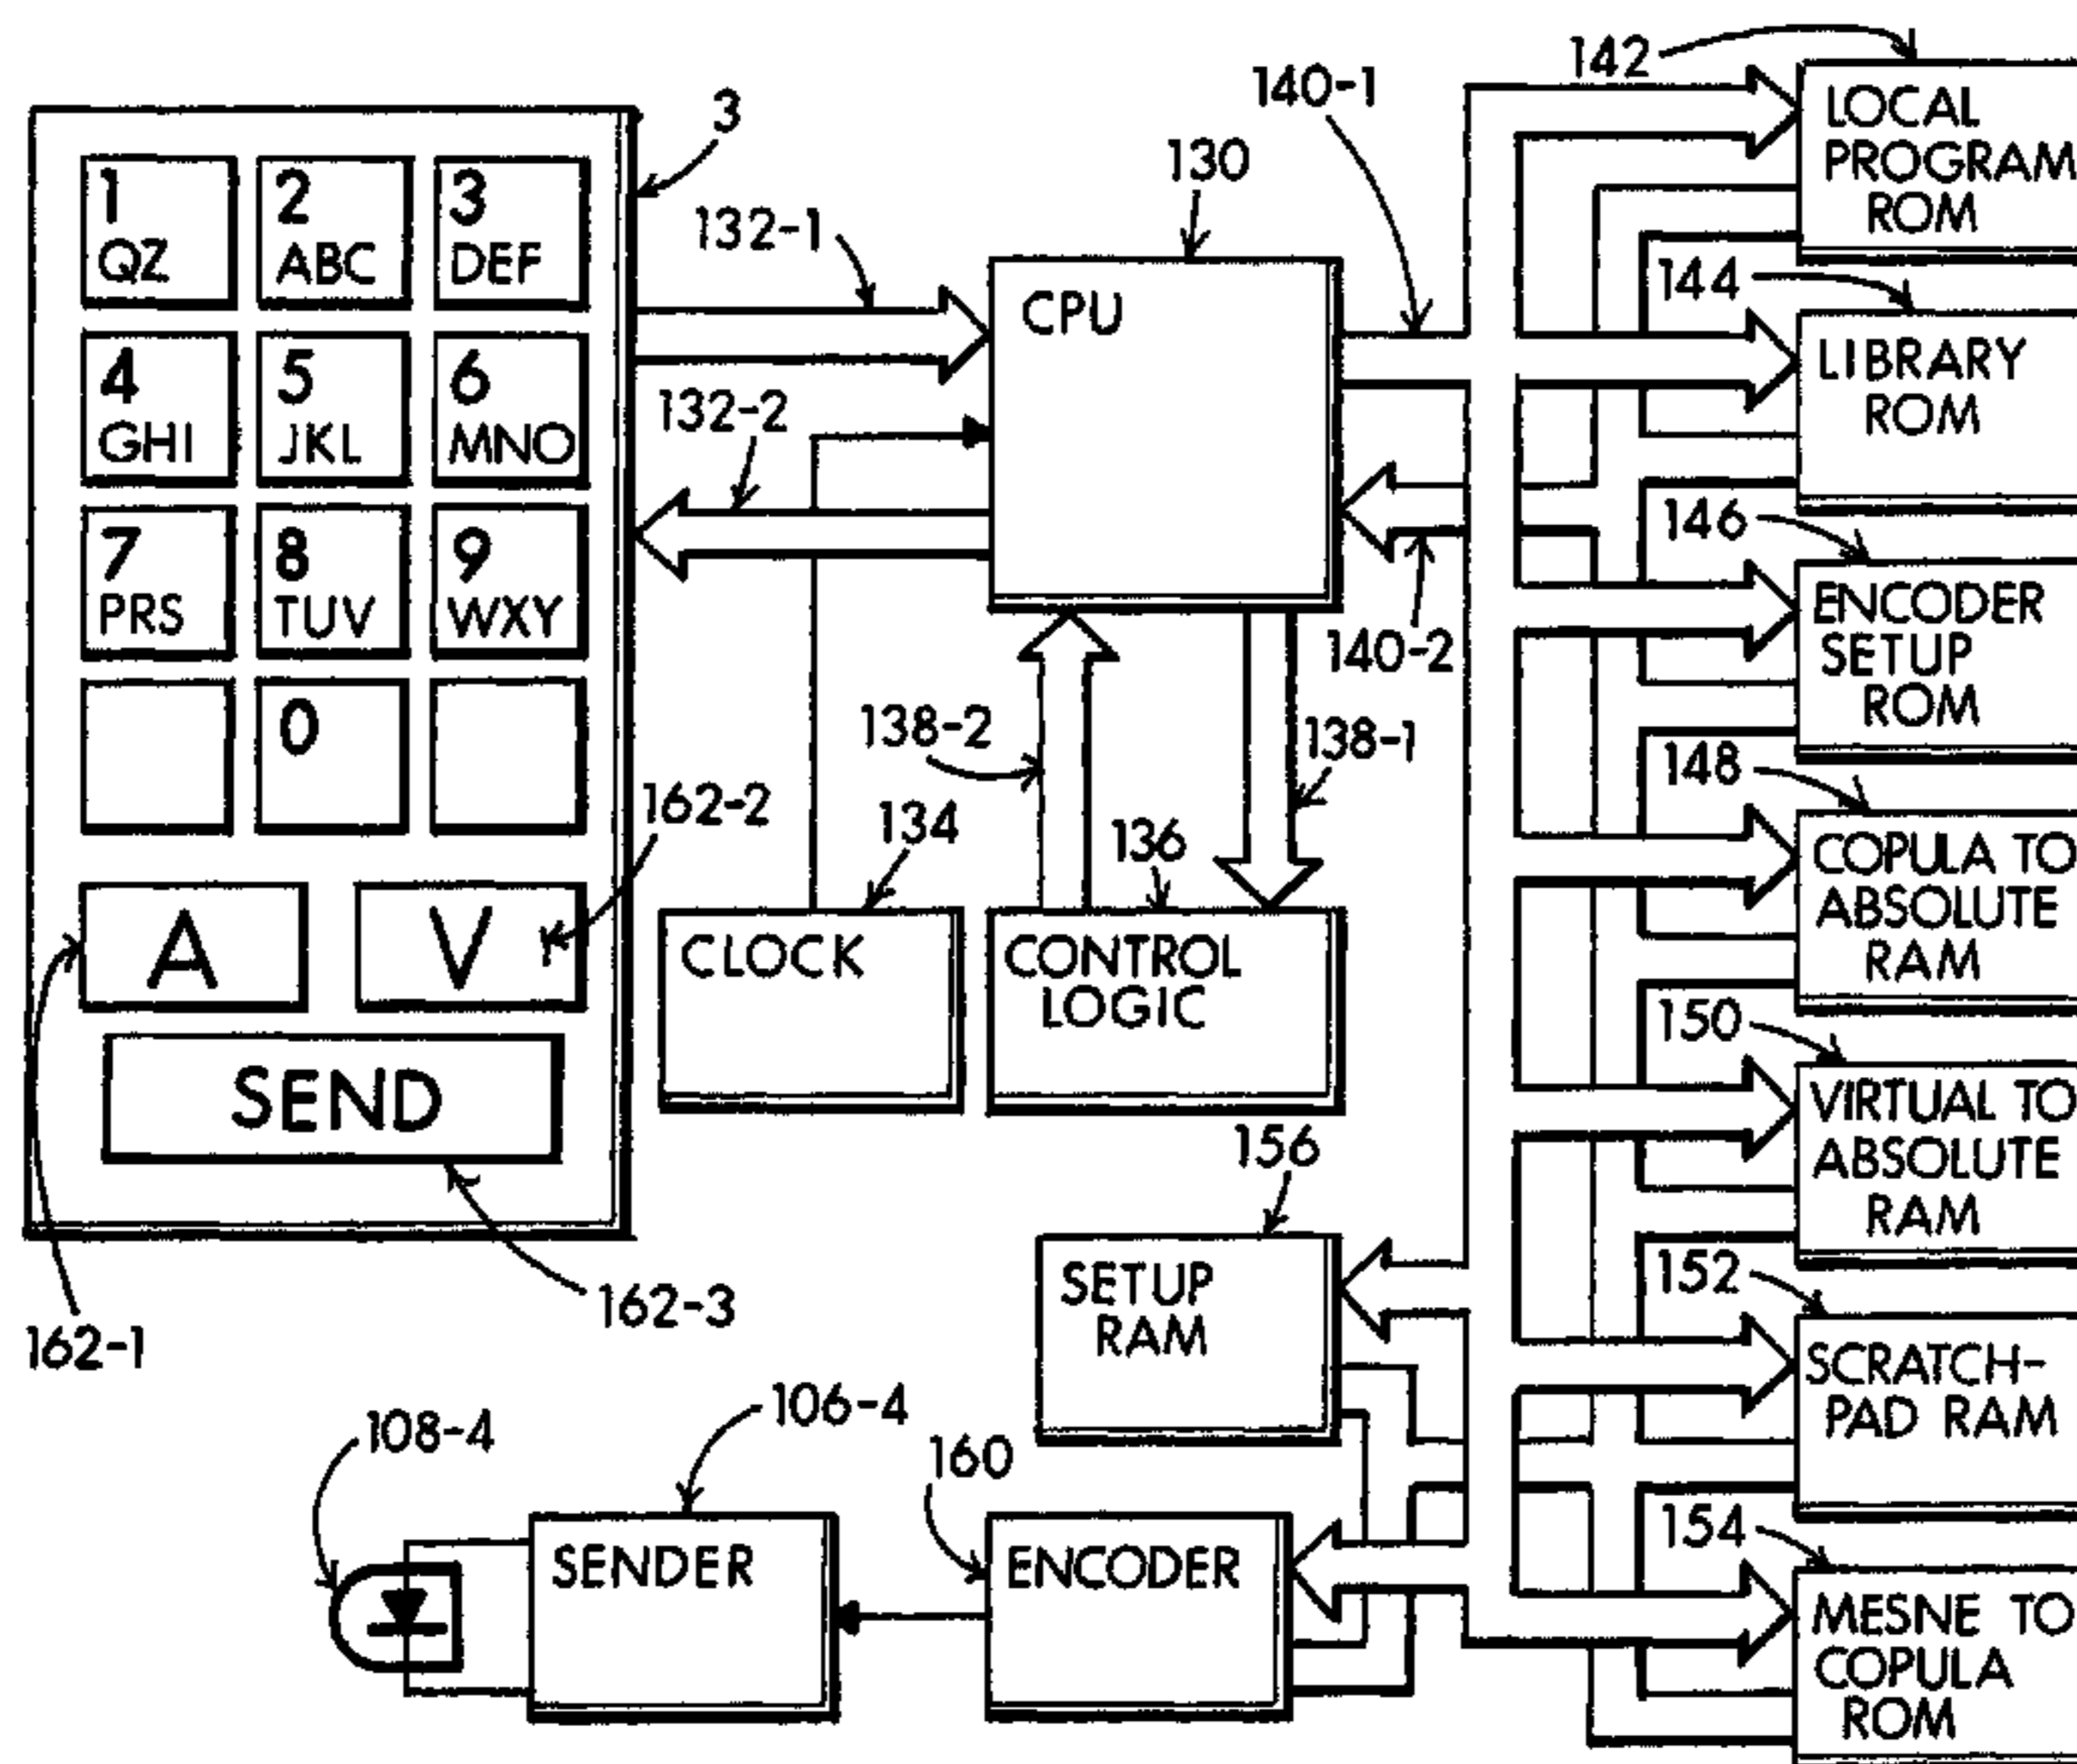 142
140-1
LOCAL
PROGRAM
ROM
3
130
132-1
1
QZ
2
ABC
3
DEF
4
GHI
5
JKL
6
MNO
7
PRS
8
TUV
9
WXY
0
A
V
SEND
CPU
144
LIBRARY
ROM
132-2
146
ENCODER
SETUP
ROM
140-2
138-2
138-1
148
COPULA TO
ABSOLUTE
RAM
162-2
134
136
CLOCK
CONTROL
LOGIC
150
VIRTUAL TO
ABSOLUTE
RAM
156
SETUP
RAM
152
SCRATCH-
PAD RAM
162-1
162-3
108-4
106-4
160
SENDER
ENCODER
154
MESNE TO
COPULA
ROM